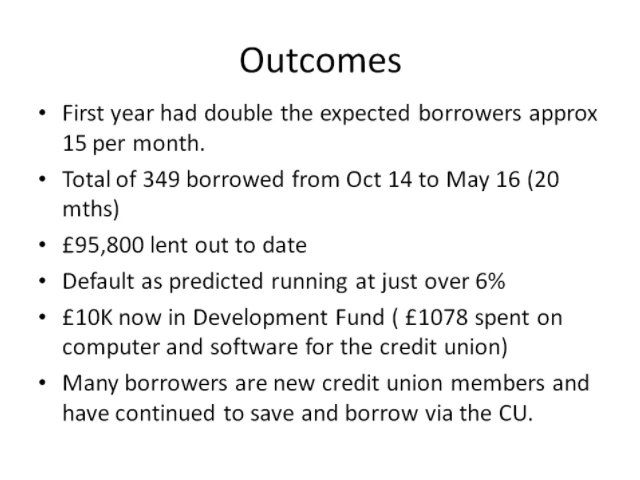 Outcomes
• First year had double the expected borrowers approx
15 per month.
• Total of 349 borrowed from Oct 14 to May 16 (20
mths)
• £95,800 lent out to date
• Default as predicted running at just over 6%
• £10K now in Development Fund ( £1078 spent on
computer and software for the credit union)
• Many borrowers are new credit union members and
have continued to save and borrow via the CU.